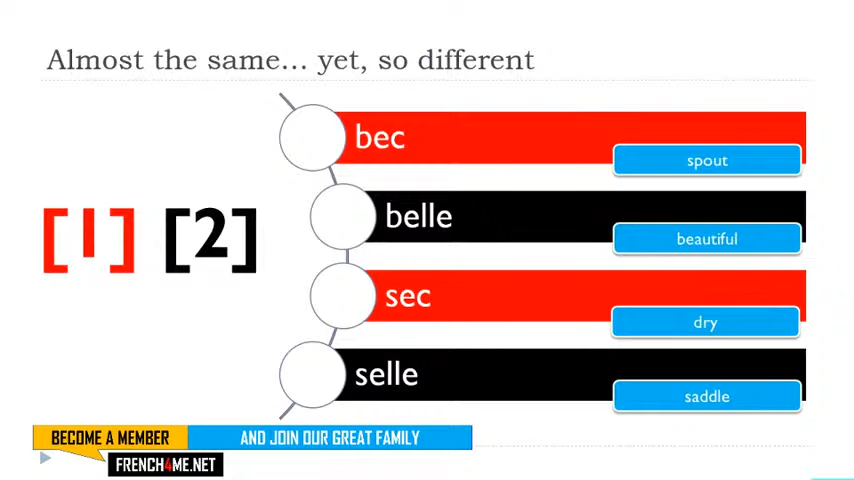 Almost the same... yet, so different
[1] [2]
bec
spout
belle
beautiful
sec
dry
selle
saddle
BECOME A MEMBER
AND JOIN OUR GREAT FAMILY
FRENCH4ME.NET